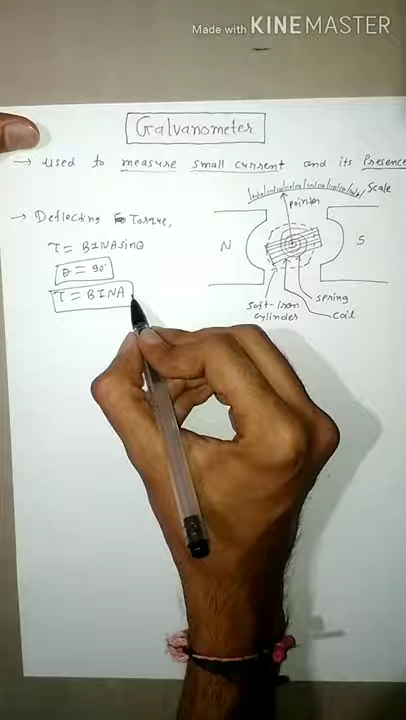 Made with KINEMASTER
Galvanometer
→ used to measure small current and its Presence
Scale
pointer
→ Deflecting Torque,
τ = BINAsinθ
N
S
θ = 90°
τ = BINA
spring
Soft-Iron
cylinder
coil